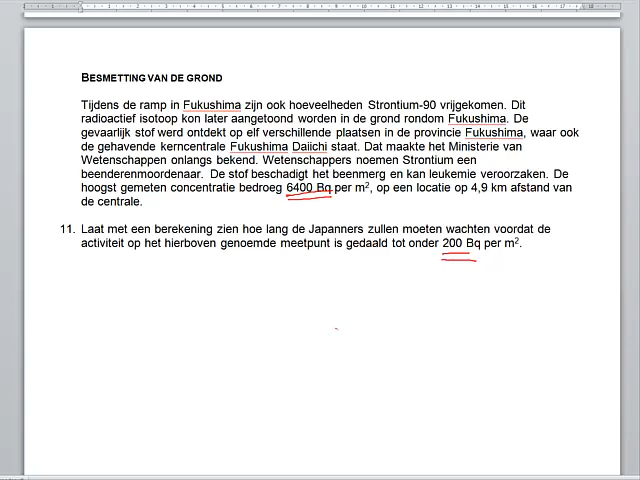 BESMETTING VAN DE GROND
Tijdens de ramp in Fukushima zijn ook hoeveelheden Strontium-90 vrijgekomen. Dit
radioactief isotoop kon later aangetoond worden in de grond rondom Fukushima. De
gevaarlijk stof werd ontdekt op elf verschillende plaatsen in de provincie Fukushima, waar ook
de gehavende kerncentrale Fukushima Daiichi staat. Dat maakte het Ministerie van
Wetenschappen onlangs bekend. Wetenschappers noemen Strontium een
beenderenmoordenaar. De stof beschadigt het beenmerg en kan leukemie veroorzaken. De
hoogst gemeten concentratie bedroeg 6400 Bq per m², op een locatie op 4,9 km afstand van
de centrale.
11. Laat met een berekening zien hoe lang de Japanners zullen moeten wachten voordat de
activiteit op het hierboven genoemde meetpunt is gedaald tot onder 200 Bq per m².